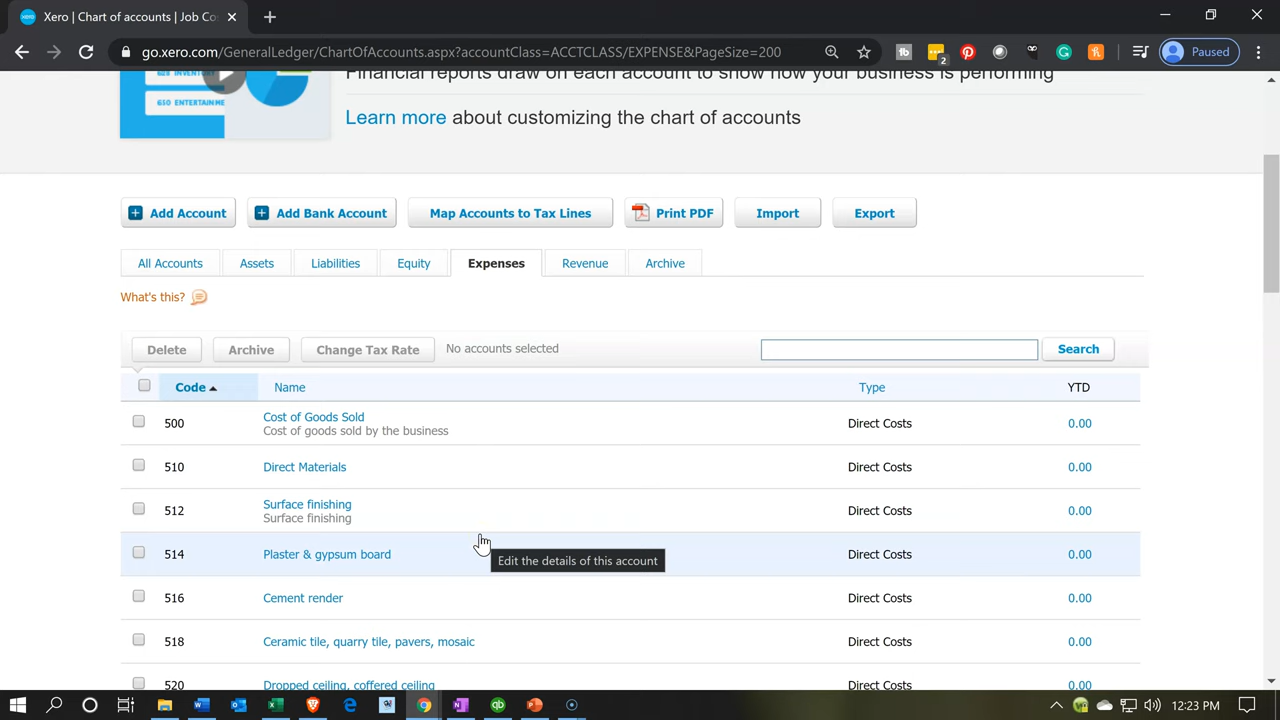 Xero | Chart of accounts | Job Co
go.xero.com/GeneralLedger/ChartOfAccounts.aspx?accountClass=ACCTCLASS/EXPENSE&PageSize=200
2
Paused
Financial reports draw on each account to show how your business is performing
650 ENTERTAINME
Learn more about customizing the chart of accounts
Add Account
Add Bank Account
Map Accounts to Tax Lines
Print PDF
Import
Export
All Accounts
Assets
Liabilities
Equity
Expenses
Revenue
Archive
What's this?
Delete
Archive
Change Tax Rate
No accounts selected
Search
Code
Name
Type
YTD
500 Cost of Goods Sold Direct Costs 0.00
Cost of goods sold by the business
510 Direct Materials Direct Costs 0.00
512 Surface finishing Direct Costs 0.00
Surface finishing
514 Plaster & gypsum board Direct Costs 0.00
Edit the details of this account
516 Cement render Direct Costs 0.00
518 Ceramic tile, quarry tile, pavers, mosaic Direct Costs 0.00
520 Dropped ceiling, coffered ceiling Direct Costs 0.00
12:23 PM